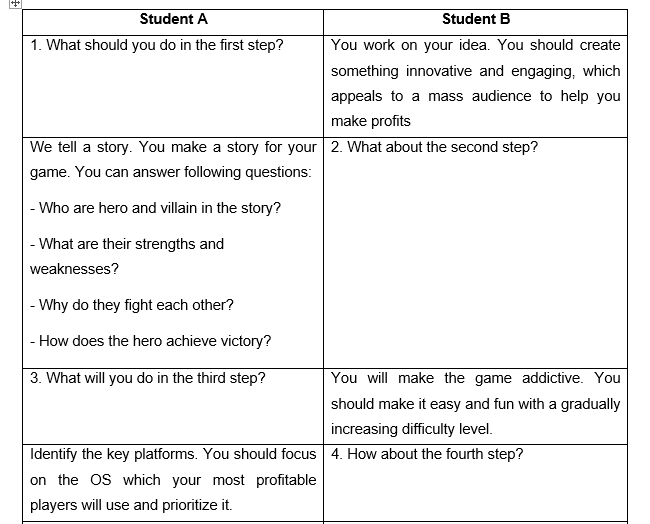 Student A
Student B
1. What should you do in the first step?
You work on your idea. You should create
something innovative and engaging, which
appeals to a mass audience to help you
make profits
We tell a story. You make a story for your
game. You can answer following questions:
- Who are hero and villain in the story?
- What are their strengths and
weaknesses?
- Why do they fight each other?
- How does the hero achieve victory?
2. What about the second step?
3. What will you do in the third step?
You will make the game addictive. You
should make it easy and fun with a gradually
increasing difficulty level.
Identify the key platforms. You should focus
on the OS which your most profitable
players will use and prioritize it.
4. How about the fourth step?